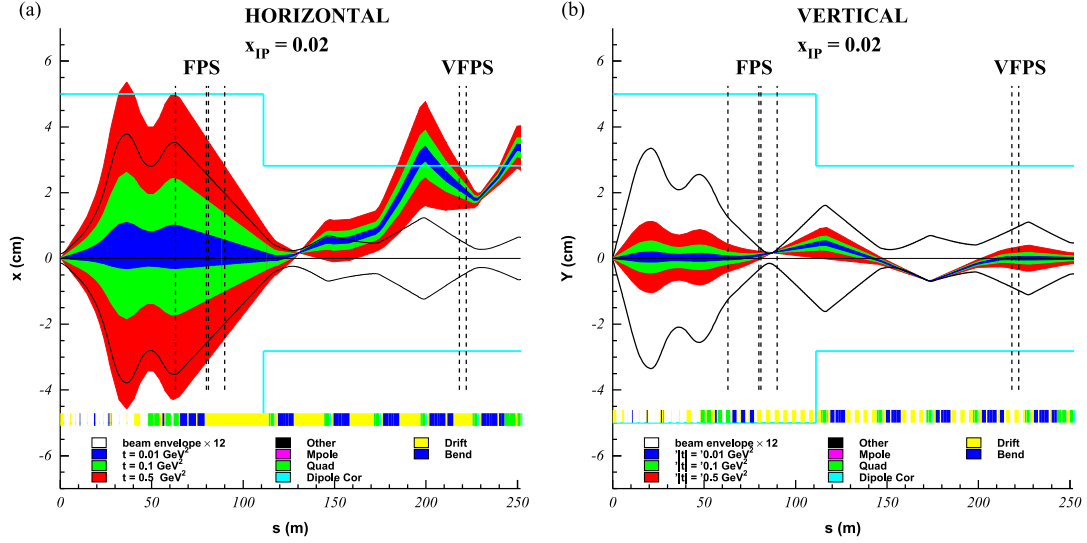 (a)
HORIZONTAL
x_IP = 0.02
FPS
VFPS
6
4
2
0
-2
-4
-6
x (cm)
beam envelope × 12
t = 0.01 GeV²
t = 0.1 GeV²
t = 0.5 GeV²
Other
Mpole
Quad
Dipole Cor
Drift
Bend
0
50
100
150
200
250
s (m)
(b)
VERTICAL
x_IP = 0.02
FPS
VFPS
6
4
2
0
-2
-4
-6
Y (cm)
beam envelope × 12
'|t| = '0.01 GeV²
'|t| = '0.1 GeV²
'|t| = '0.5 GeV²
Other
Mpole
Quad
Dipole Cor
Drift
Bend
0
50
100
150
200
250
s (m)